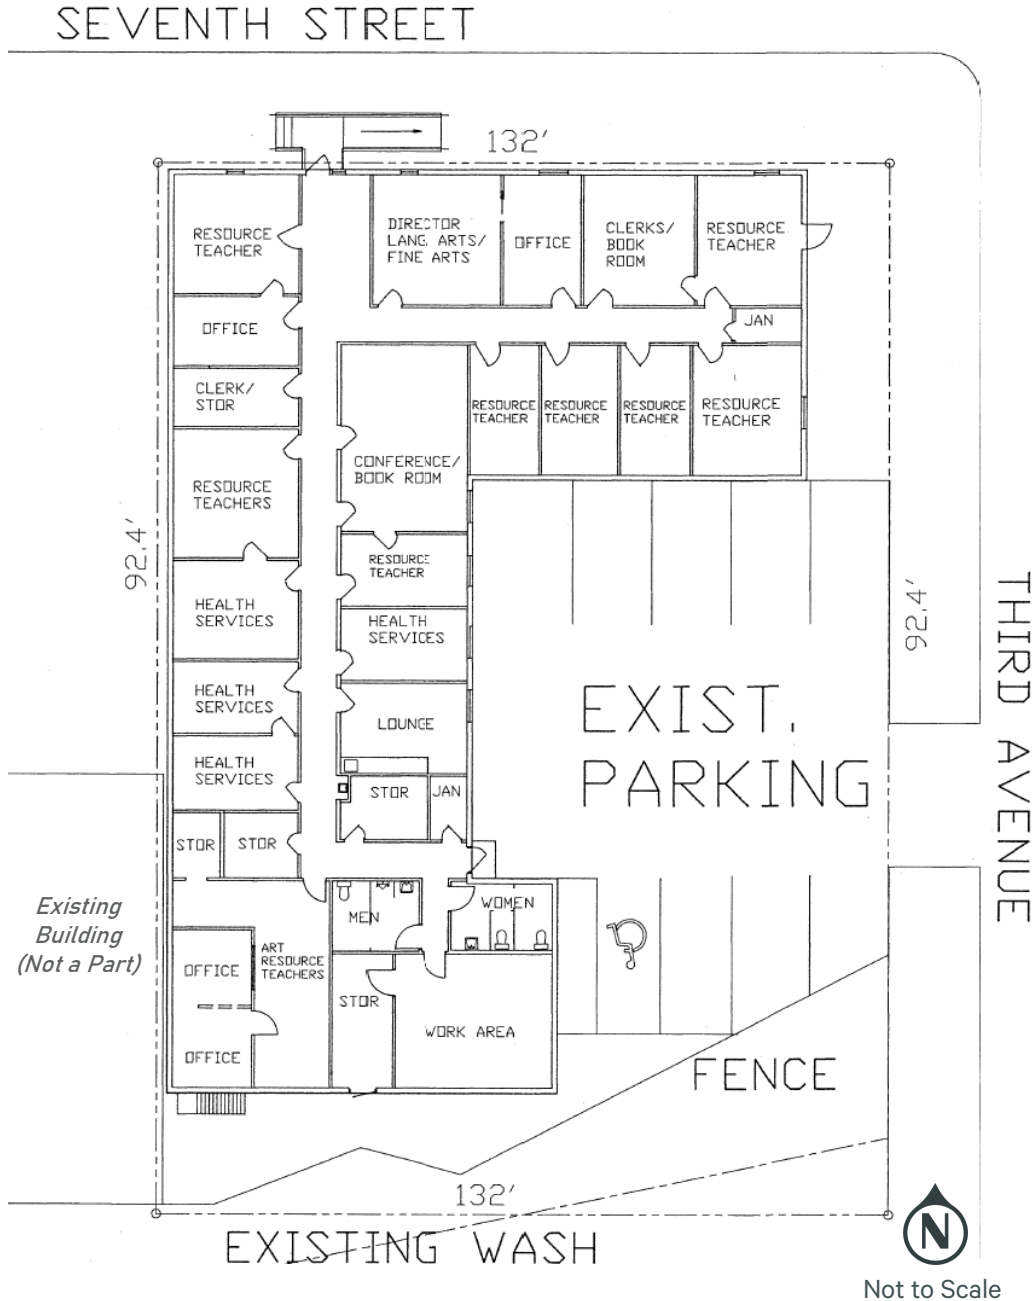 SEVENTH STREET
132'
RESOURCE
TEACHER
DIRECTOR
LANG. ARTS/
FINE ARTS
OFFICE
CLERKS/
BOOK
ROOM
RESOURCE
TEACHER
OFFICE
JAN
CLERK/
STOR
RESOURCE
TEACHER
RESOURCE
TEACHER
RESOURCE
TEACHER
RESOURCE
TEACHER
CONFERENCE/
BOOK ROOM
RESOURCE
TEACHERS
92.4'
RESOURCE
TEACHER
HEALTH
SERVICES
HEALTH
SERVICES
92.4'
THIRD AVENUE
HEALTH
SERVICES
LOUNGE
EXIST.
PARKING
HEALTH
SERVICES
STOR
JAN
STOR
STOR
Existing
Building
(Not a Part)
MEN
WOMEN
ART
RESOURCE
TEACHERS
OFFICE
STOR
WORK AREA
OFFICE
FENCE
132'
EXISTING WASH
N
Not to Scale